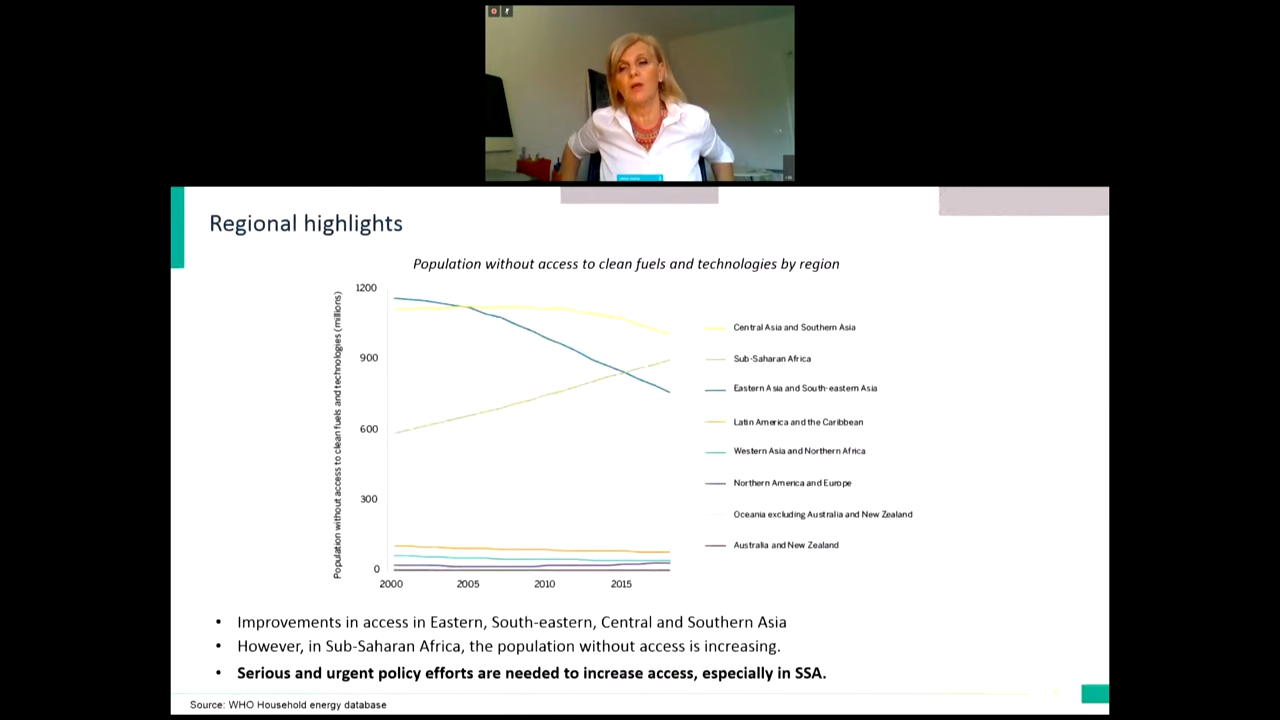 Regional highlights
Population without access to clean fuels and technologies by region
Population without access to clean fuels and technologies (millions)
1200
900
600
300
0
2000 2005 2010 2015
Central Asia and Southern Asia
Sub-Saharan Africa
Eastern Asia and South-eastern Asia
Latin America and the Caribbean
Western Asia and Northern Africa
Northern America and Europe
Oceania excluding Australia and New Zealand
Australia and New Zealand
• Improvements in access in Eastern, South-eastern, Central and Southern Asia
• However, in Sub-Saharan Africa, the population without access is increasing.
• Serious and urgent policy efforts are needed to increase access, especially in SSA.
Source: WHO Household energy database